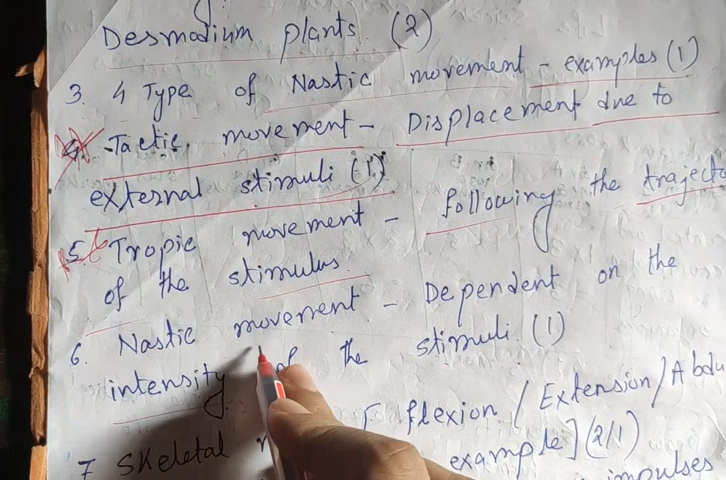 Desmodium plants (2)
3. 4 Type of Nastic movement - examples (1)
4. Tactic movement - Displacement due to
external stimuli (1)
5. Tropic movement - following the trajecto
of the stimulus.
6. Nastic movement - Dependent on the
intensity of the stimuli. (1)
7 Skeletal [flexion / Extension / Abdu
example] (2/1)
impulses